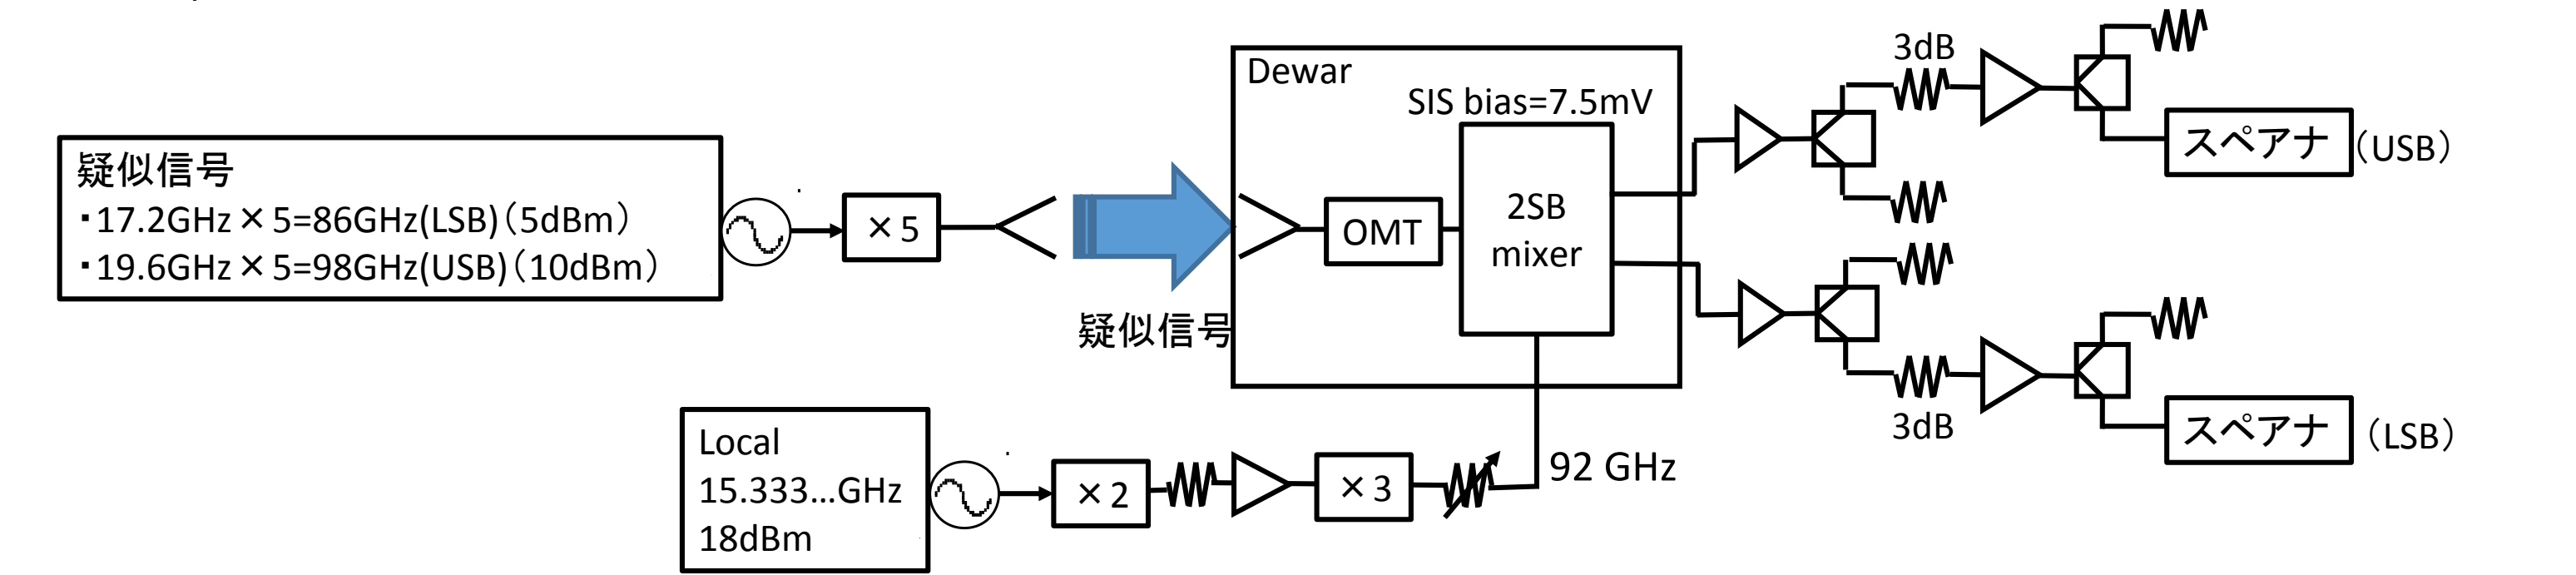 疑似信号
・17.2GHz×5=86GHz(LSB)（5dBm）
・19.6GHz×5=98GHz(USB)（10dBm）
×5
疑似信号
Dewar
SIS bias=7.5mV
OMT
2SB
mixer
3dB
スペアナ（USB）
3dB
スペアナ（LSB）
Local
15.333…GHz
18dBm
×2
×3
92 GHz